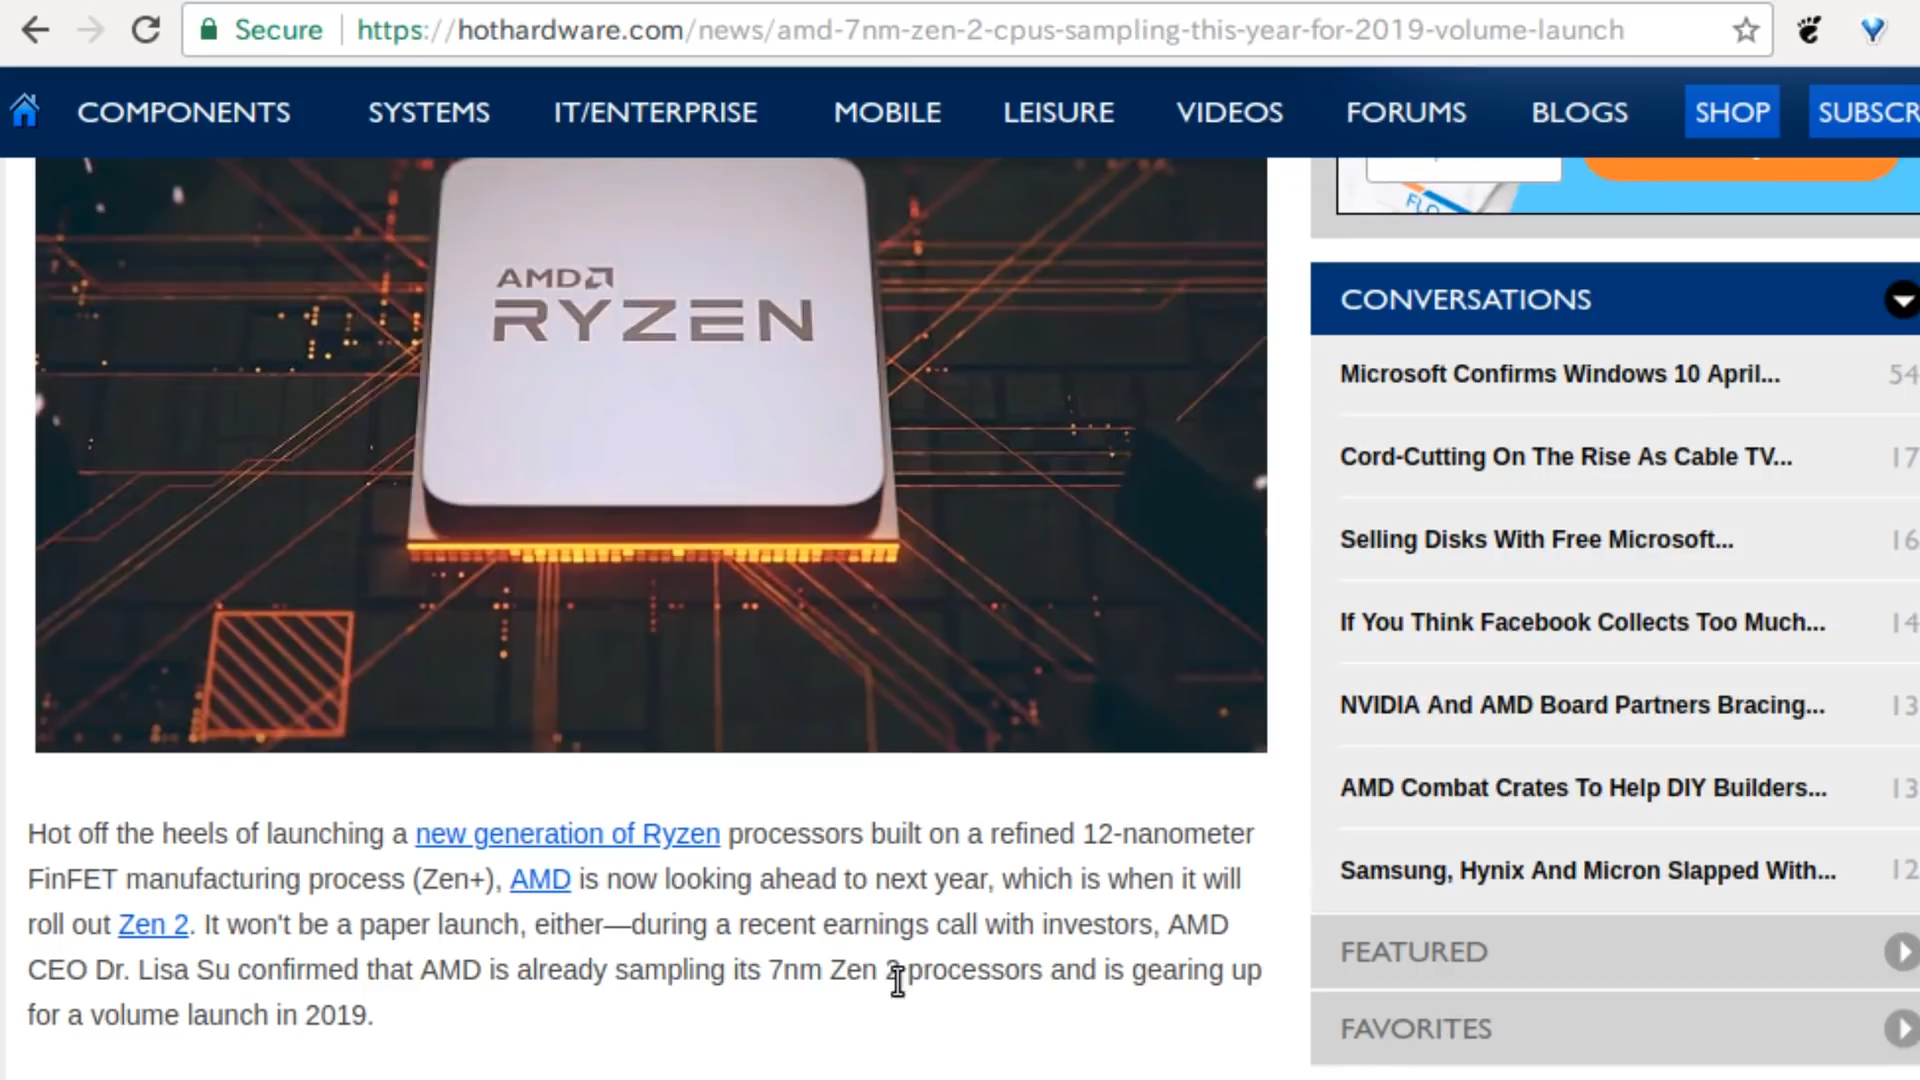 Secure https://hothardware.com/news/amd-7nm-zen-2-cpus-sampling-this-year-for-2019-volume-launch
COMPONENTS SYSTEMS IT/ENTERPRISE MOBILE LEISURE VIDEOS FORUMS BLOGS SHOP SUBSCR
AMD
RYZEN
Hot off the heels of launching a new generation of Ryzen processors built on a refined 12-nanometer
FinFET manufacturing process (Zen+), AMD is now looking ahead to next year, which is when it will
roll out Zen 2. It won't be a paper launch, either—during a recent earnings call with investors, AMD
CEO Dr. Lisa Su confirmed that AMD is already sampling its 7nm Zen 2 processors and is gearing up
for a volume launch in 2019.
FLO
CONVERSATIONS
Microsoft Confirms Windows 10 April... 54
Cord-Cutting On The Rise As Cable TV... 17
Selling Disks With Free Microsoft... 16
If You Think Facebook Collects Too Much... 14
NVIDIA And AMD Board Partners Bracing... 13
AMD Combat Crates To Help DIY Builders... 13
Samsung, Hynix And Micron Slapped With... 12
FEATURED
FAVORITES